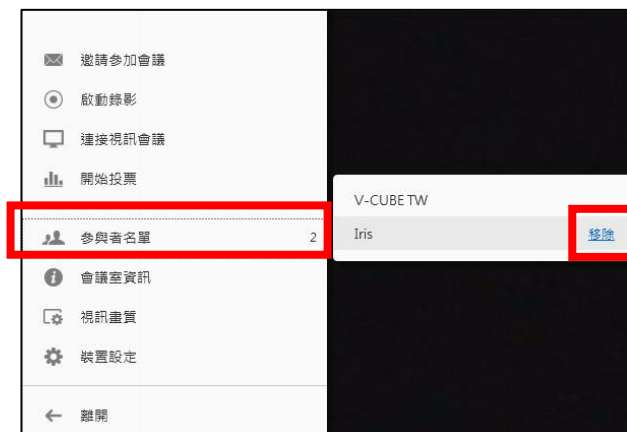 邀請參加會議
啟動錄影
連接視訊會議
開始投票
參與者名單 2
會議室資訊
視訊畫質
裝置設定
離開
V-CUBE TW
Iris 移除